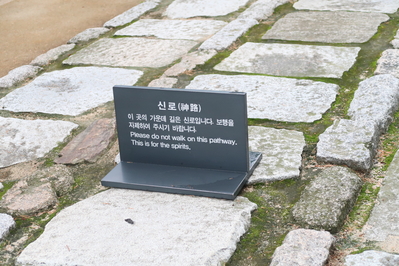 신로(神路)
이 곳의 가운데 길은 신로입니다. 보행을
자제하여 주시기 바랍니다.
Please do not walk on this pathway,
This is for the spirits.